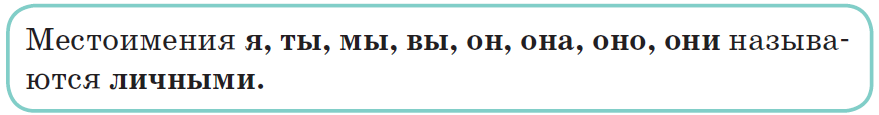 Местоимения я, ты, мы, вы, он, она, оно, они называ-
ются личными.